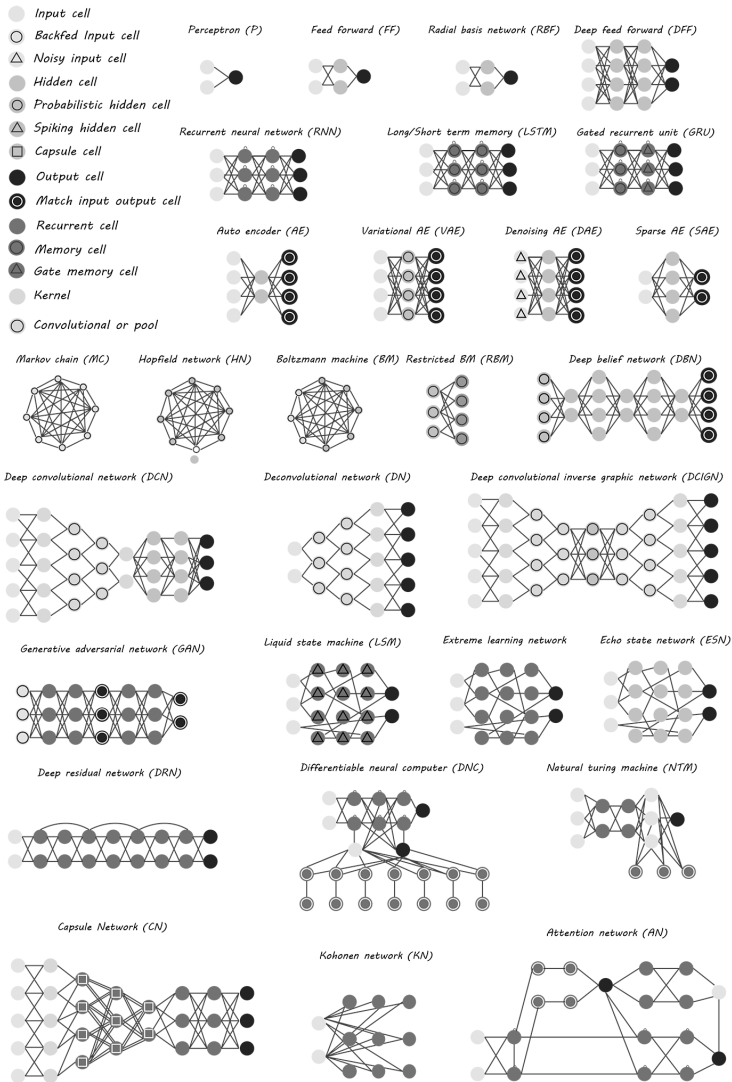 Input cell
Backfed Input cell
Noisy input cell
Hidden cell
Probabilistic hidden cell
Spiking hidden cell
Capsule cell
Output cell
Match input output cell
Recurrent cell
Memory cell
Gate memory cell
Kernel
Convolutional or pool
Perceptron (P)
Feed forward (FF)
Radial basis network (RBF)
Deep feed forward (DFF)
Recurrent neural network (RNN)
Long/Short term memory (LSTM)
Gated recurrent unit (GRU)
Auto encoder (AE)
Variational AE (VAE)
Denoising AE (DAE)
Sparse AE (SAE)
Markov chain (MC)
Hopfield network (HN)
Boltzmann machine (BM)
Restricted BM (RBM)
Deep belief network (DBN)
Deep convolutional network (DCN)
Deconvolutional network (DN)
Deep convolutional inverse graphic network (DCIGN)
Generative adversarial network (GAN)
Liquid state machine (LSM)
Extreme learning network
Echo state network (ESN)
Deep residual network (DRN)
Differentiable neural computer (DNC)
Natural turing machine (NTM)
Capsule Network (CN)
Kohonen network (KN)
Attention network (AN)